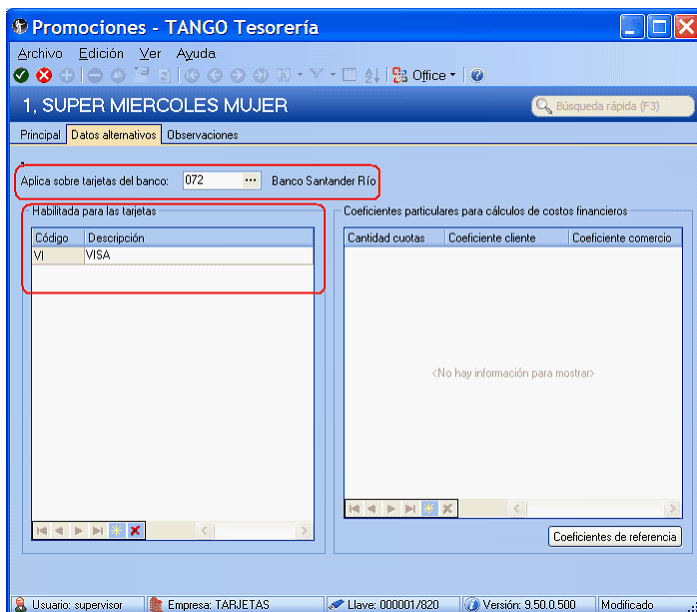 Promociones - TANGO Tesorería
Archivo Edición Ver Ayuda
Office
1, SUPER MIERCOLES MUJER
Búsqueda rápida (F3)
Principal Datos alternativos Observaciones
Aplica sobre tarjetas del banco: 072 ... Banco Santander Río
Habilitada para las tarjetas
Código Descripción
VI VISA
Coeficientes particulares para cálculos de costos financieros
Cantidad cuotas Coeficiente cliente Coeficiente comercio
<No hay información para mostrar>
Coeficientes de referencia
Usuario: supervisor Empresa: TARJETAS Llave: 000001/820 Versión: 9.50.0.500 Modificado